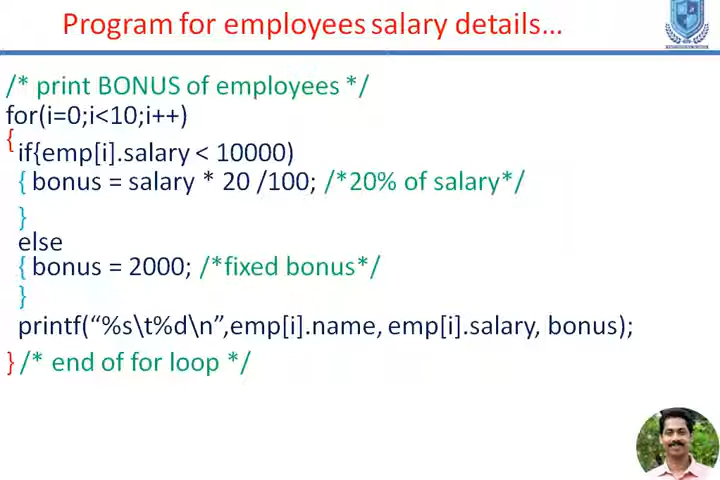 Program for employees salary details...
/* print BONUS of employees */
for(i=0;i<10;i++)
{
if{emp[i].salary < 10000)
{ bonus = salary * 20 /100; /*20% of salary*/
}
else
{ bonus = 2000; /*fixed bonus*/
}
printf(“%s\t%d\n”,emp[i].name, emp[i].salary, bonus);
} /* end of for loop */